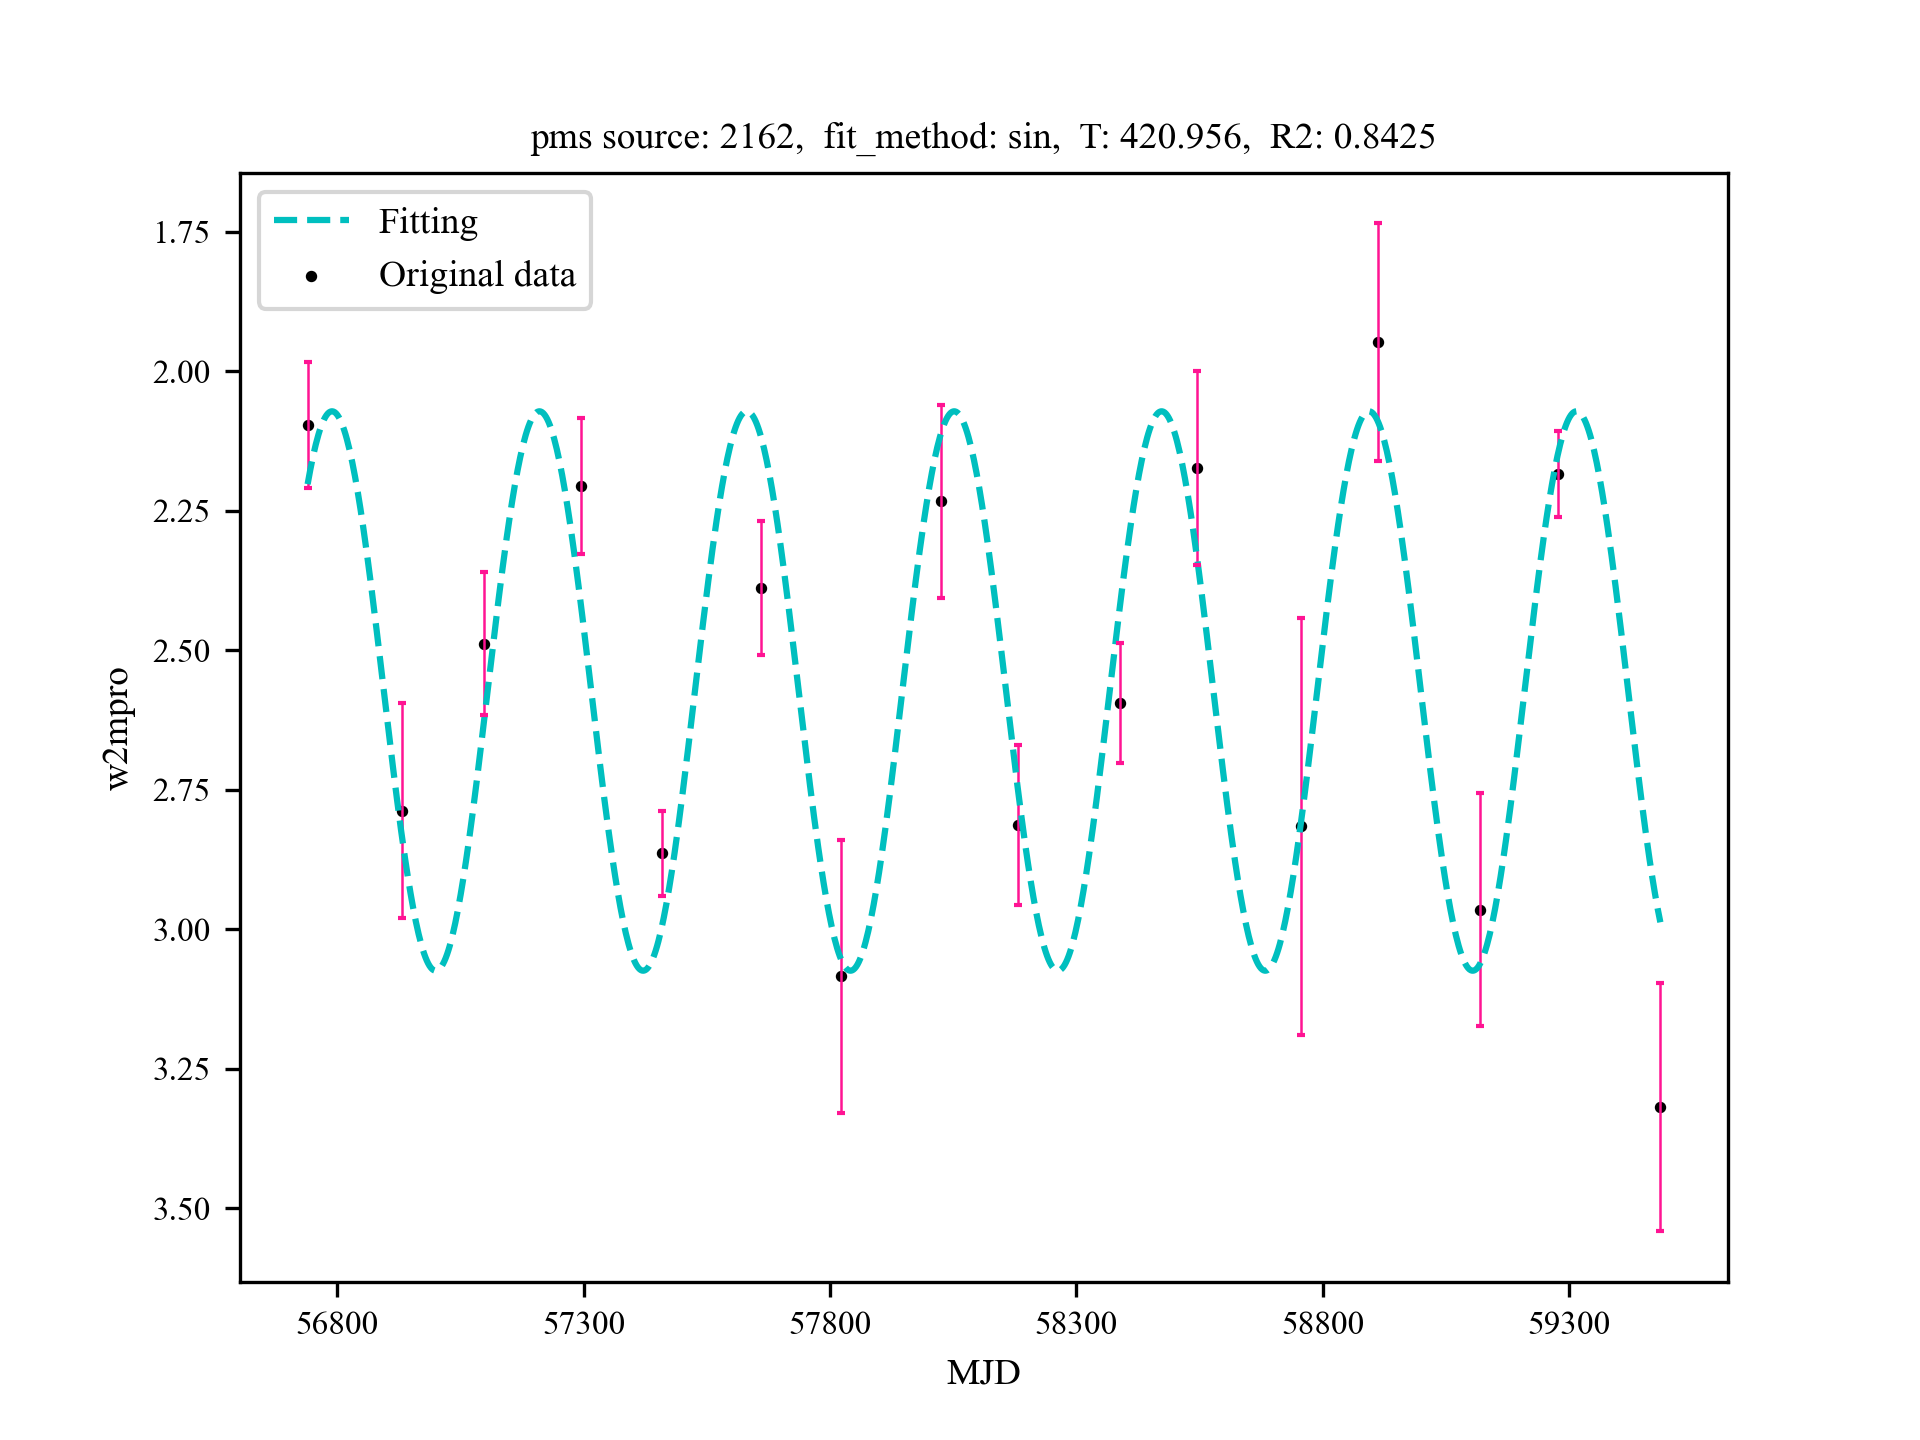 pms source: 2162,  fit_method: sin,  T: 420.956,  R2: 0.8425
Fitting
Original data
1.75
2.00
2.25
2.50
2.75
3.00
3.25
3.50
w2mpro
56800 57300 57800 58300 58800 59300
MJD